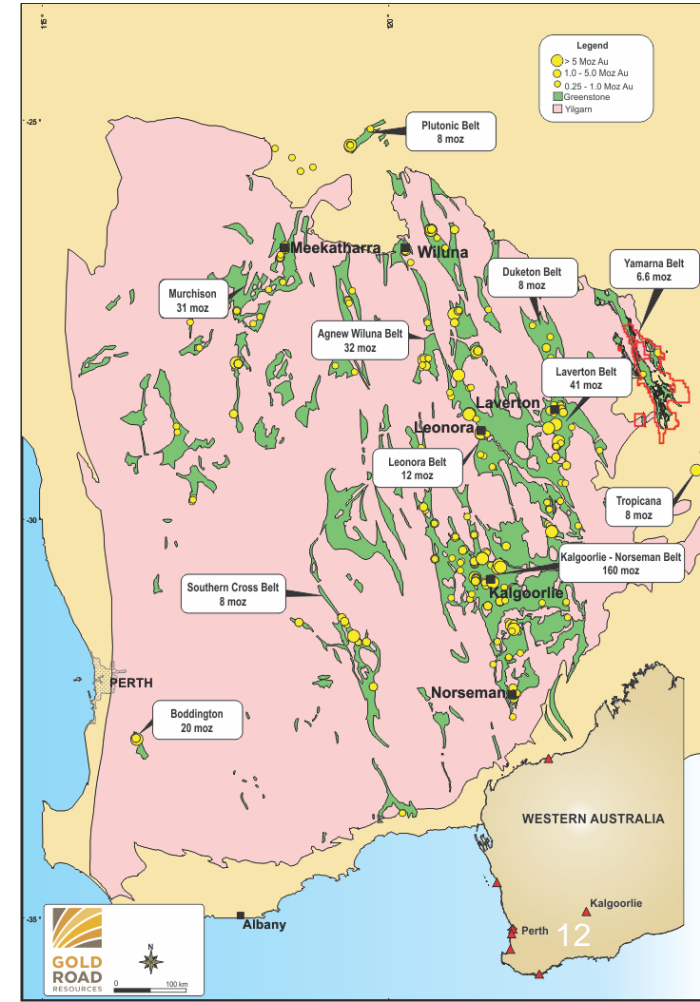 115°
120°
Legend
> 5 Moz Au
1.0 - 5.0 Moz Au
0.25 - 1.0 Moz Au
Greenstone
Yilgarn
-25°
Plutonic Belt
8 moz
Meekatharra
Wiluna
Yamarna Belt
6.6 moz
Duketon Belt
8 moz
Murchison
31 moz
Agnew Wiluna Belt
32 moz
Laverton Belt
41 moz
Laverton
Leonora
Leonora Belt
12 moz
Tropicana
8 moz
-30°
Kalgoorlie - Norseman Belt
160 moz
Kalgoorlie
Southern Cross Belt
8 moz
PERTH
Norseman
Boddington
20 moz
WESTERN AUSTRALIA
Kalgoorlie
Perth
12
-35°
Albany
GOLD
ROAD
RESOURCES
N
0 100 km